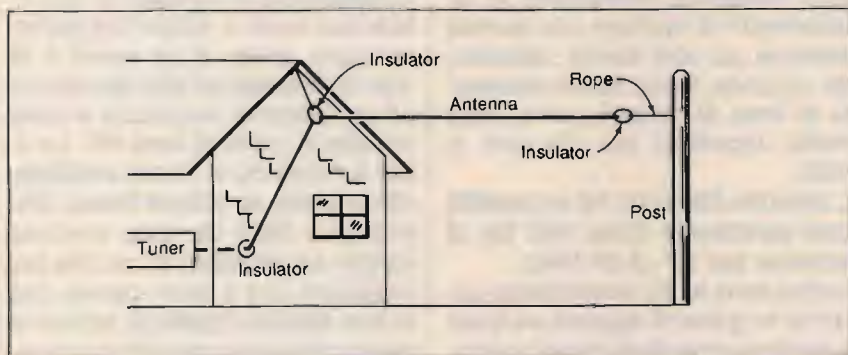 Insulator
Rope
Antenna
Insulator
Post
Tuner
Insulator